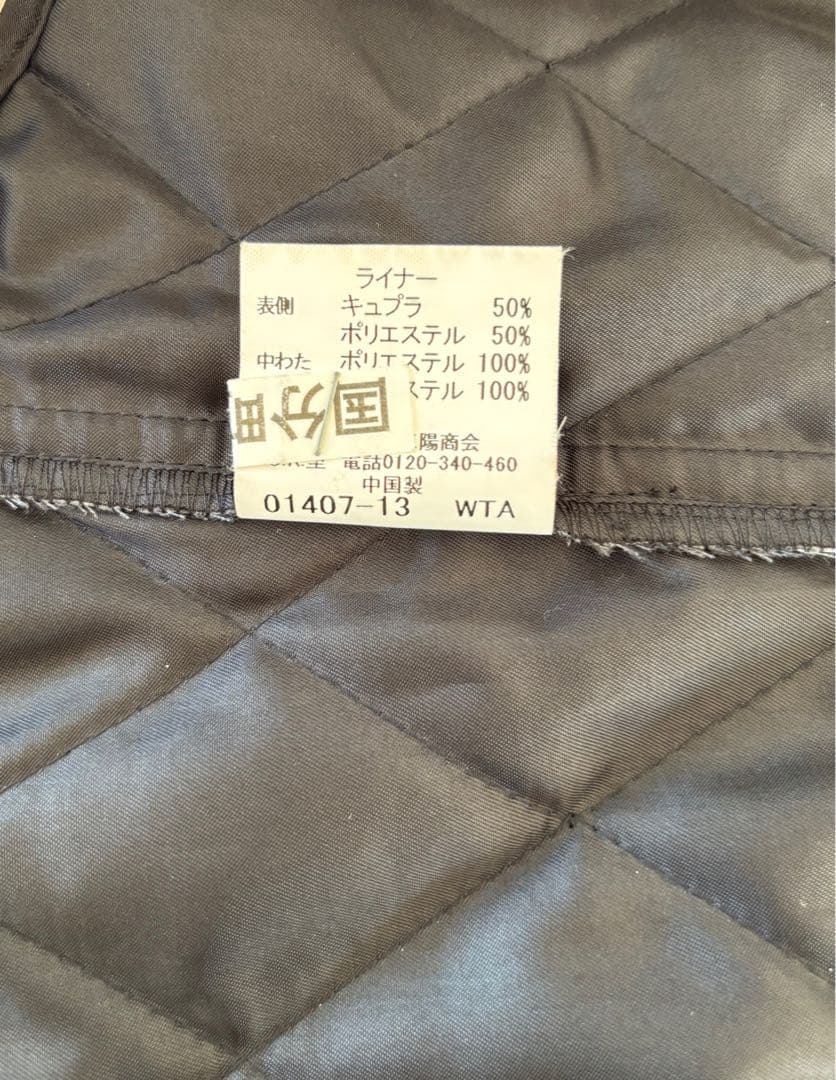 ライナー
表側 キュプラ 50%
ポリエステル 50%
中わた ポリエステル 100%
ステル 100%
国分
陽商会
電話0120-340-460
中国製
01407-13 WTA